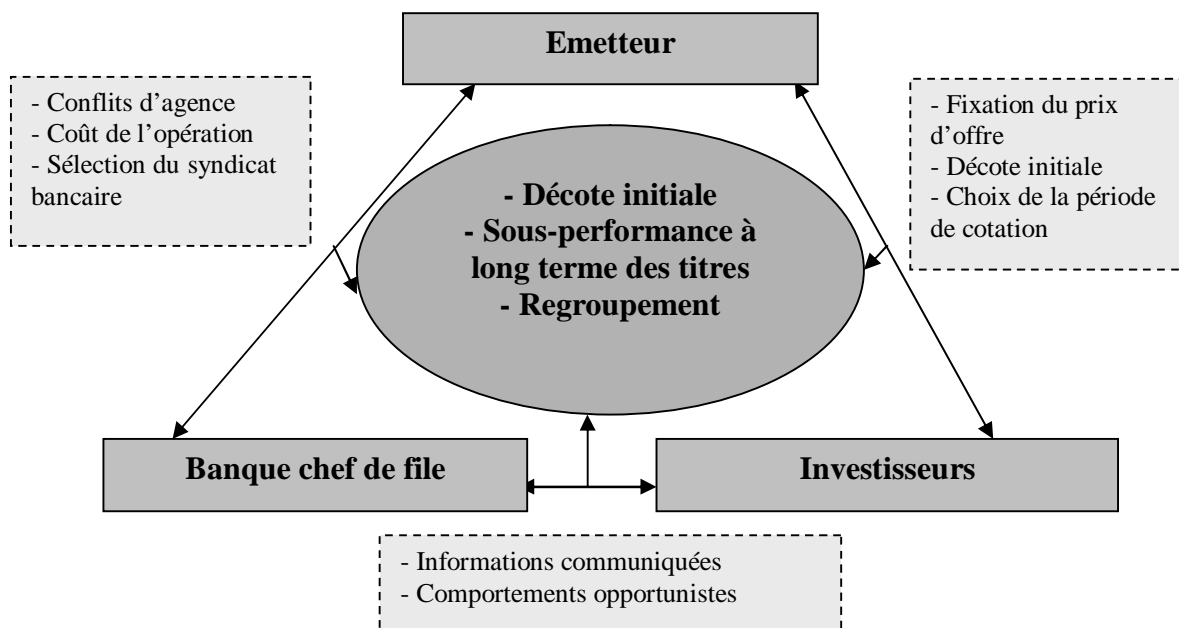 Emetteur
- Conflits d'agence
- Coût de l'opération
- Sélection du syndicat
bancaire
- Fixation du prix
d'offre
- Décote initiale
- Choix de la période
de cotation
- Décote initiale
- Sous-performance à
long terme des titres
- Regroupement
Banque chef de file
Investisseurs
- Informations communiquées
- Comportements opportunistes